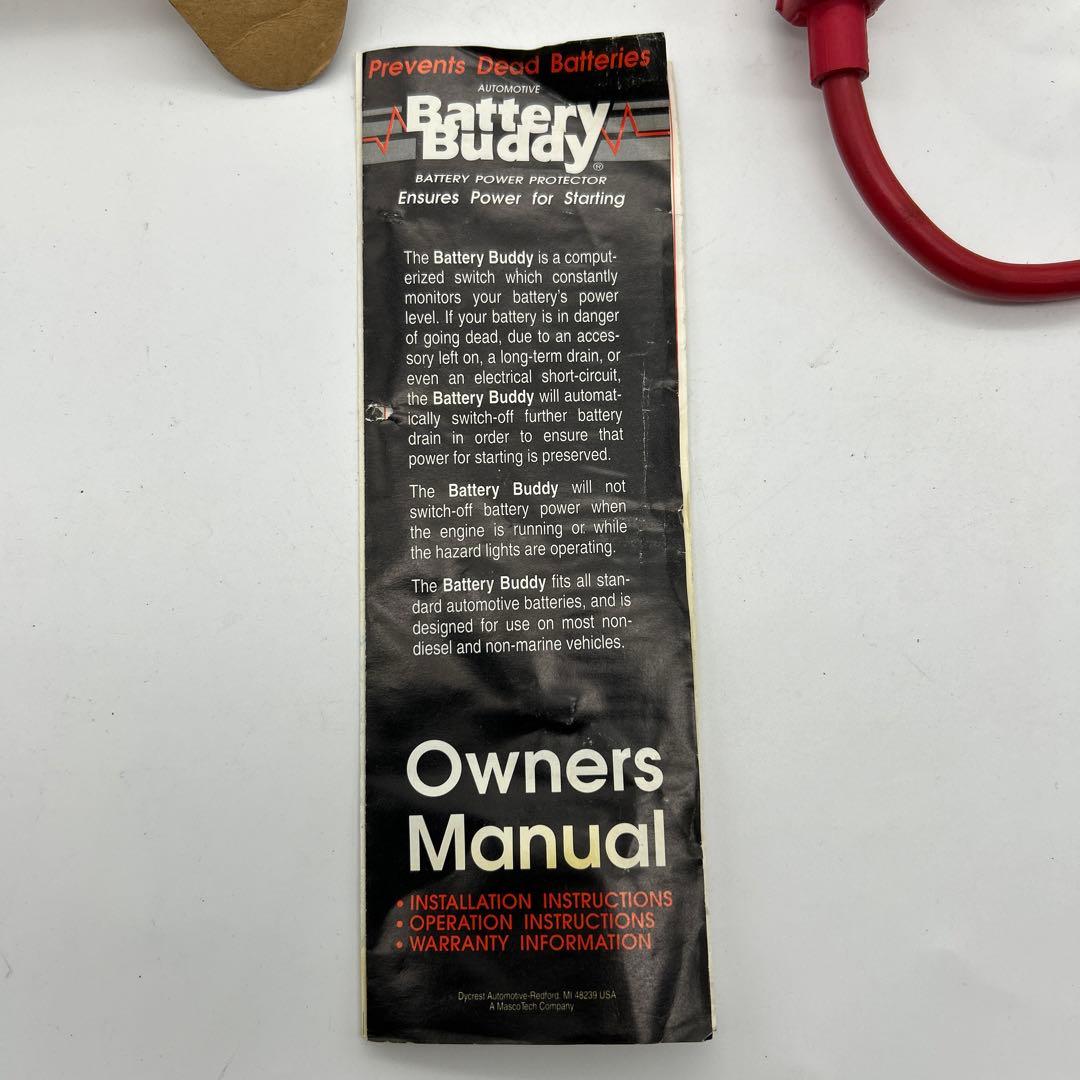 Prevents Dead Batteries
AUTOMOTIVE
Battery
Buddy®
BATTERY POWER PROTECTOR
Ensures Power for Starting
The Battery Buddy is a comput-
erized switch which constantly
monitors your battery's power
level. If your battery is in danger
of going dead, due to an acces-
sory left on, a long-term drain, or
even an electrical short-circuit,
the Battery Buddy will automat-
ically switch-off further battery
drain in order to ensure that
power for starting is preserved.
The Battery Buddy will not
switch-off battery power when
the engine is running or while
the hazard lights are operating.
The Battery Buddy fits all stan-
dard automotive batteries, and is
designed for use on most non-
diesel and non-marine vehicles.
Owners
Manual
• INSTALLATION INSTRUCTIONS
• OPERATION INSTRUCTIONS
• WARRANTY INFORMATION
Dycrest Automotive-Redford, MI 48239 USA
A MascoTech Company